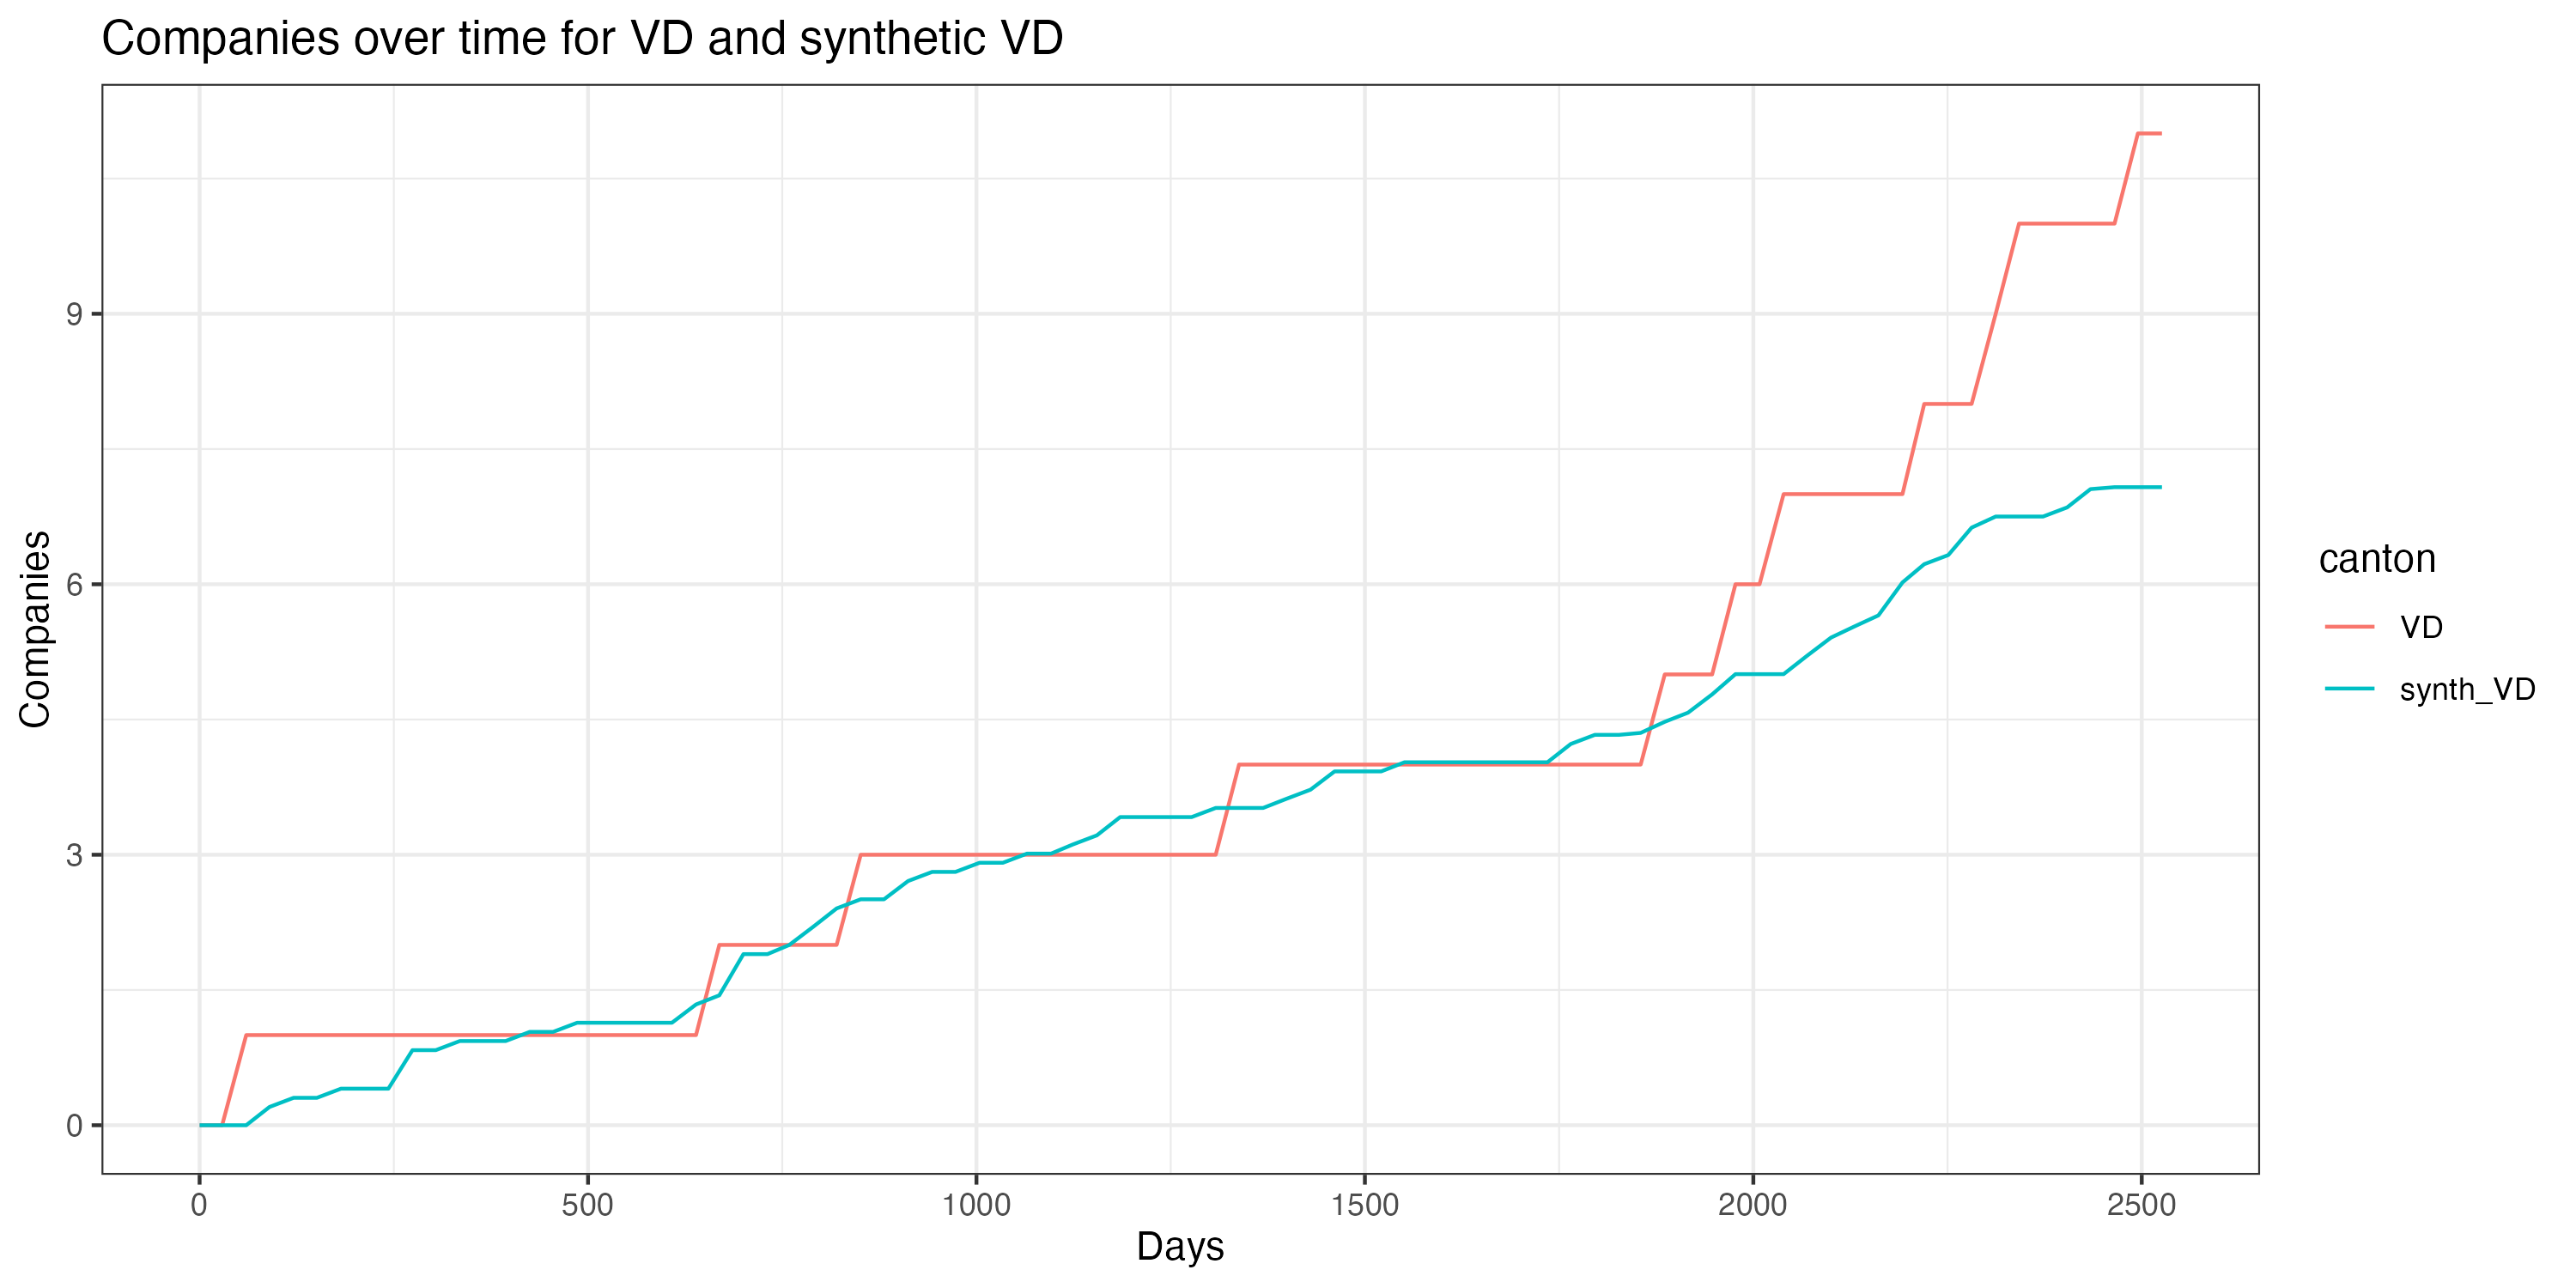 Companies over time for VD and synthetic VD
Companies
9
6
3
0
0
500
1000
1500
2000
2500
Days
canton
VD
synth_VD